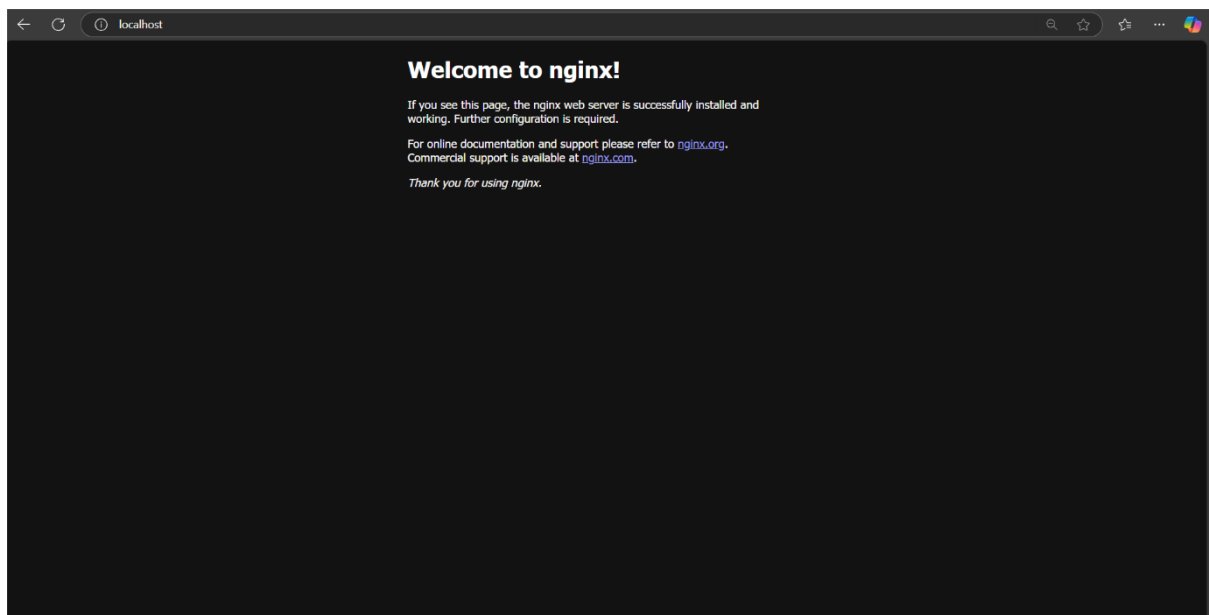 localhost
Welcome to nginx!
If you see this page, the nginx web server is successfully installed and
working. Further configuration is required.
For online documentation and support please refer to nginx.org.
Commercial support is available at nginx.com.
Thank you for using nginx.